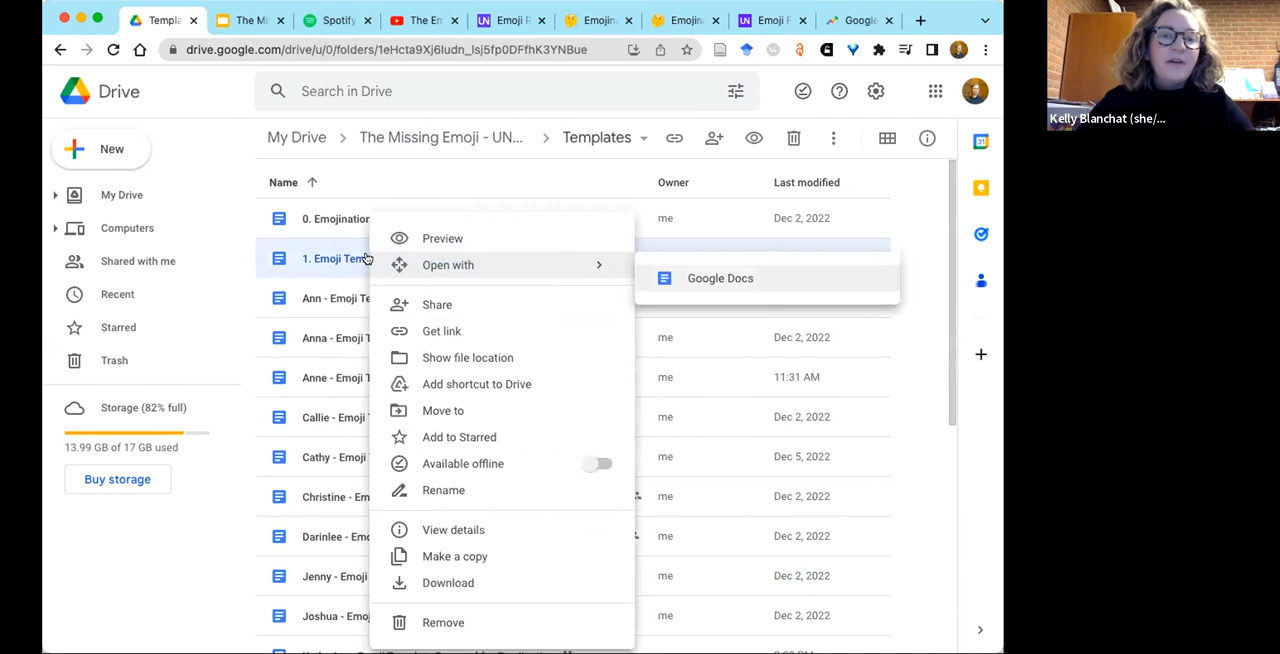 Templa
The Mi
Spotify
The En
Emoji R
Emojina
Emojina
Emoji F
Google
drive.google.com/drive/u/0/folders/1eHcta9Xj6Iudn_Isj5fp0DFfhK3YNBue
Drive
Search in Drive
New
My Drive
Computers
Shared with me
Recent
Starred
Trash
Storage (82% full)
13.99 GB of 17 GB used
Buy storage
My Drive > The Missing Emoji - UN... > Templates
Name Owner Last modified
0. Emojination me Dec 2, 2022
1. Emoji Tem
Ann - Emoji Te
Anna - Emoji T me Dec 2, 2022
Anne - Emoji T me 11:31 AM
Callie - Emoji me Dec 2, 2022
Cathy - Emoji me Dec 5, 2022
Christine - Em me Dec 2, 2022
Darinlee - Emo me Dec 2, 2022
Jenny - Emoji me Dec 2, 2022
Joshua - Emoji me Dec 2, 2022
Preview
Open with
Google Docs
Share
Get link
Show file location
Add shortcut to Drive
Move to
Add to Starred
Available offline
Rename
View details
Make a copy
Download
Remove
31
Kelly Blanchat (she/...